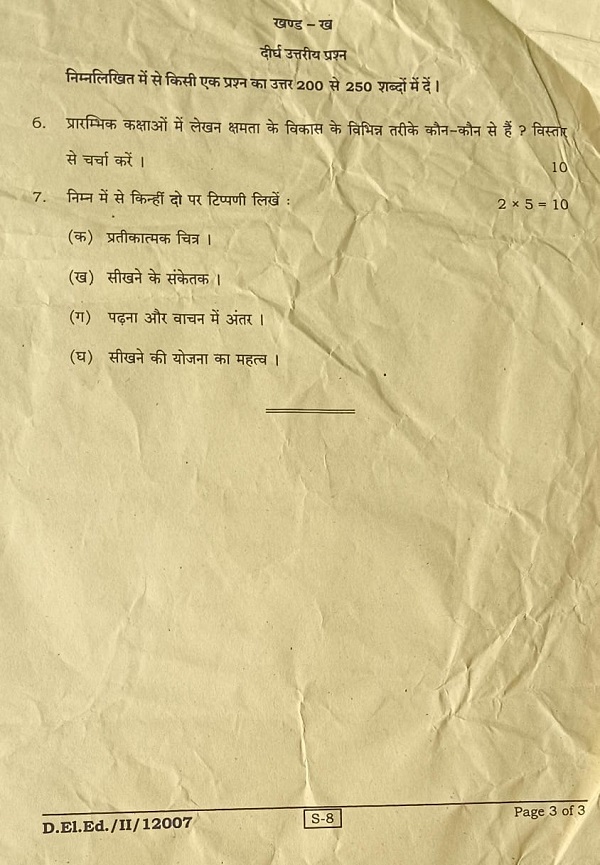 खण्ड – ख
दीर्घ उत्तरीय प्रश्न
निम्नलिखित में से किसी एक प्रश्न का उत्तर 200 से 250 शब्दों में दें।
6. प्रारम्भिक कक्षाओं में लेखन क्षमता के विकास के विभिन्न तरीके कौन-कौन से हैं ? विस्तार
से चर्चा करें । 10
7. निम्न में से किन्हीं दो पर टिप्पणी लिखें : 2 × 5 = 10
(क) प्रतीकात्मक चित्र ।
(ख) सीखने के संकेतक ।
(ग) पढ़ना और वाचन में अंतर ।
(घ) सीखने की योजना का महत्व ।
D.El.Ed./II/12007 S-8 Page 3 of 3